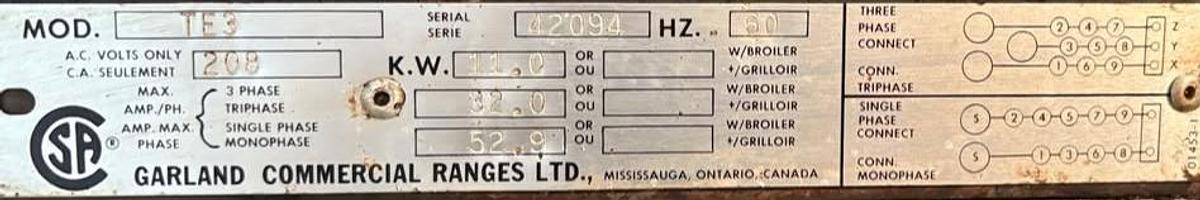 MOD. TE3
SERIAL 42094 HZ. 60
SERIE
A.C. VOLTS ONLY 208
C.A. SEULEMENT
K.W. 11.0 OR W/BROILER
OU +/GRILLOIR
MAX. 3 PHASE 32.0 OR W/BROILER
AMP./PH. TRIPHASE OU +/GRILLOIR
AMP. MAX. SINGLE PHASE 52.9 OR W/BROILER
PHASE MONOPHASE OU +/GRILLOIR
CSA ®
GARLAND COMMERCIAL RANGES LTD., MISSISSAUGA, ONTARIO, CANADA
THREE
PHASE
CONNECT
CONN.
TRIPHASE
2 4 7 Z
3 5 8 Y
1 6 9 X
SINGLE
PHASE
CONNECT
CONN.
MONOPHASE
S 2 4 5 7 9
S 1 3 6 8